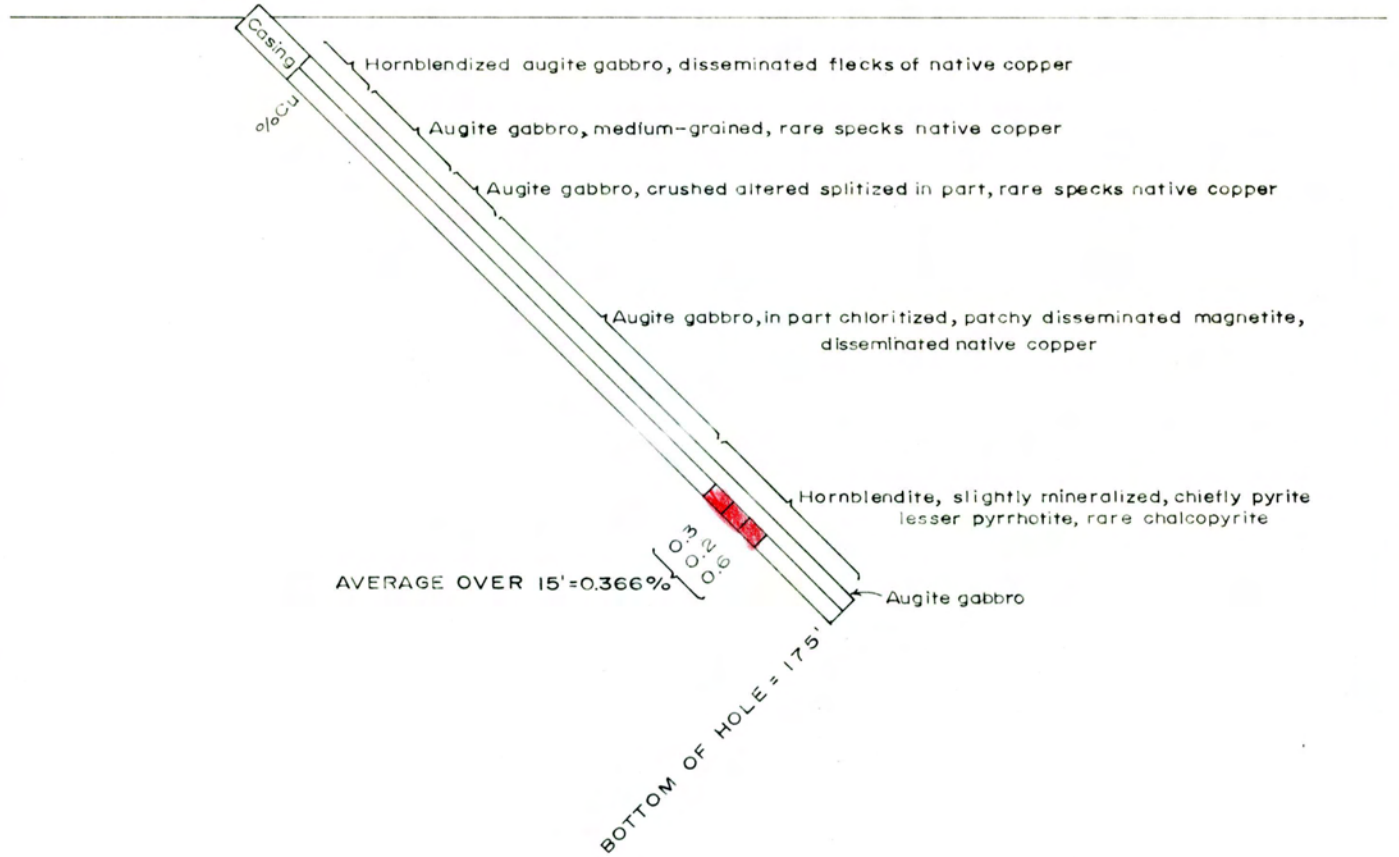 Casing
%Cu
Hornblendized augite gabbro, disseminated flecks of native copper
Augite gabbro, medium-grained, rare specks native copper
Augite gabbro, crushed altered splitized in part, rare specks native copper
Augite gabbro, in part chloritized, patchy disseminated magnetite,
disseminated native copper
Hornblendite, slightly mineralized, chiefly pyrite
lesser pyrrhotite, rare chalcopyrite
0.3
0.2
0.6
AVERAGE OVER 15'=0.366%
Augite gabbro
BOTTOM OF HOLE = 175'